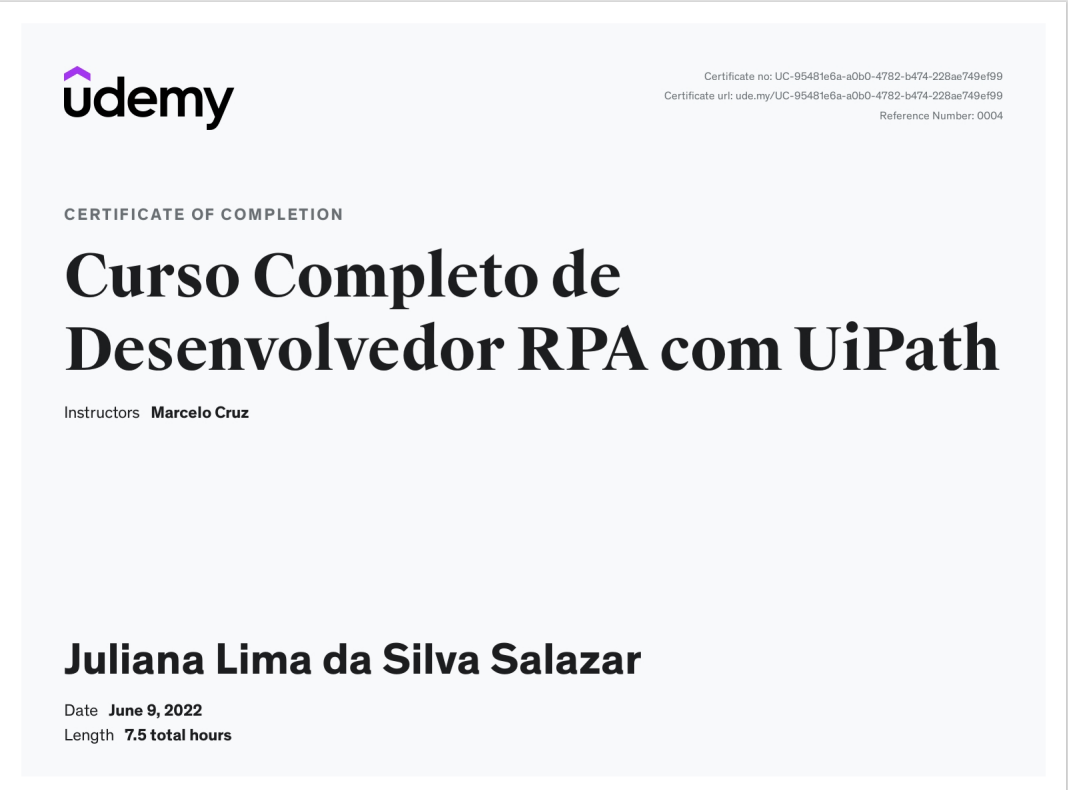 udemy
Certificate no: UC-95481e6a-a0b0-4782-b474-228ae749ef99
Certificate url: ude.my/UC-95481e6a-a0b0-4782-b474-228ae749ef99
Reference Number: 0004
CERTIFICATE OF COMPLETION
Curso Completo de
Desenvolvedor RPA com UiPath
Instructors Marcelo Cruz
Juliana Lima da Silva Salazar
Date June 9, 2022
Length 7.5 total hours